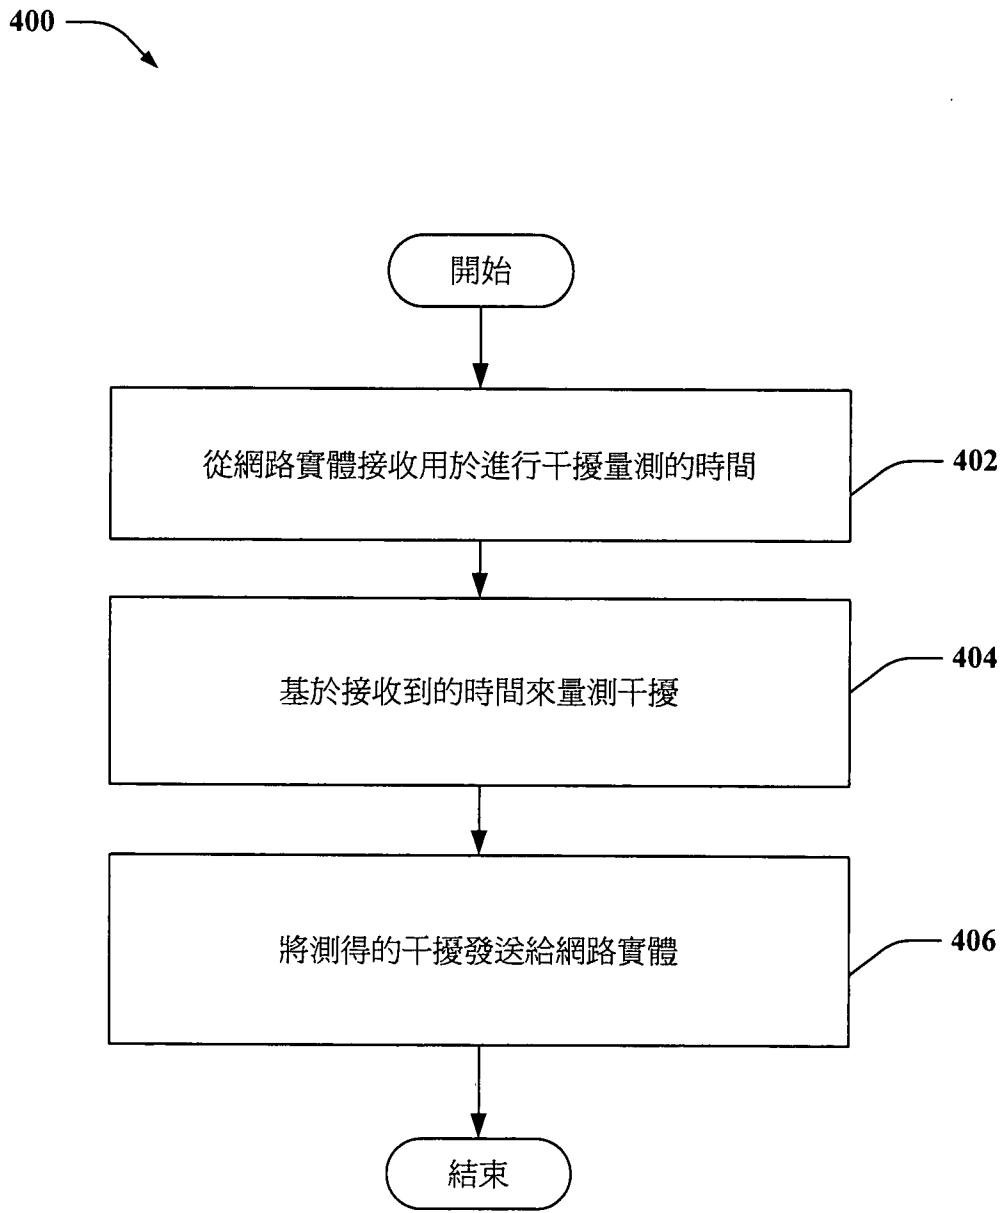 400
開始
從網路實體接收用於進行干擾量測的時間
402
基於接收到的時間來量測干擾
404
將測得的干擾發送給網路實體
406
結束